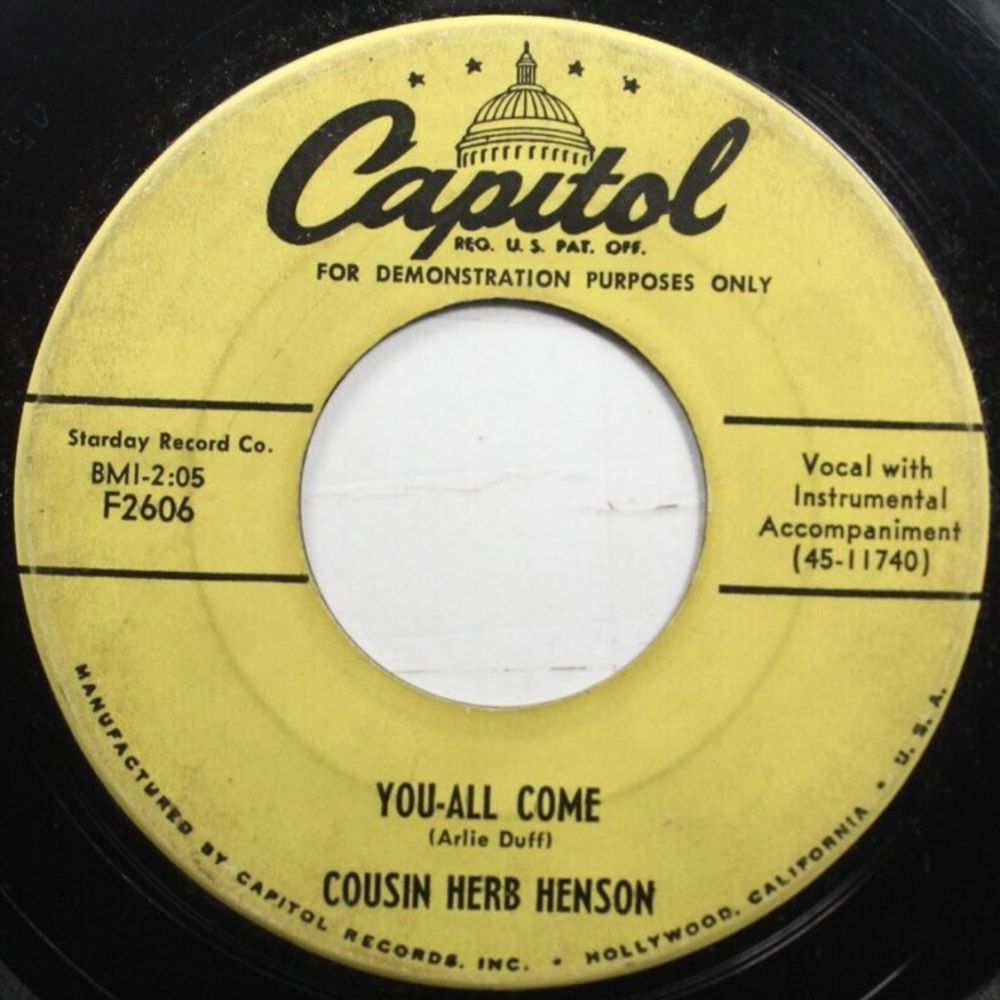 Capitol
REG. U. S. PAT. OFF.
FOR DEMONSTRATION PURPOSES ONLY
Starday Record Co.
BMI-2:05
F2606
Vocal with
Instrumental
Accompaniment
(45-11740)
YOU-ALL COME
(Arlie Duff)
COUSIN HERB HENSON
MANUFACTURED BY CAPITOL RECORDS, INC. • HOLLYWOOD, CALIFORNIA • U. S. A.